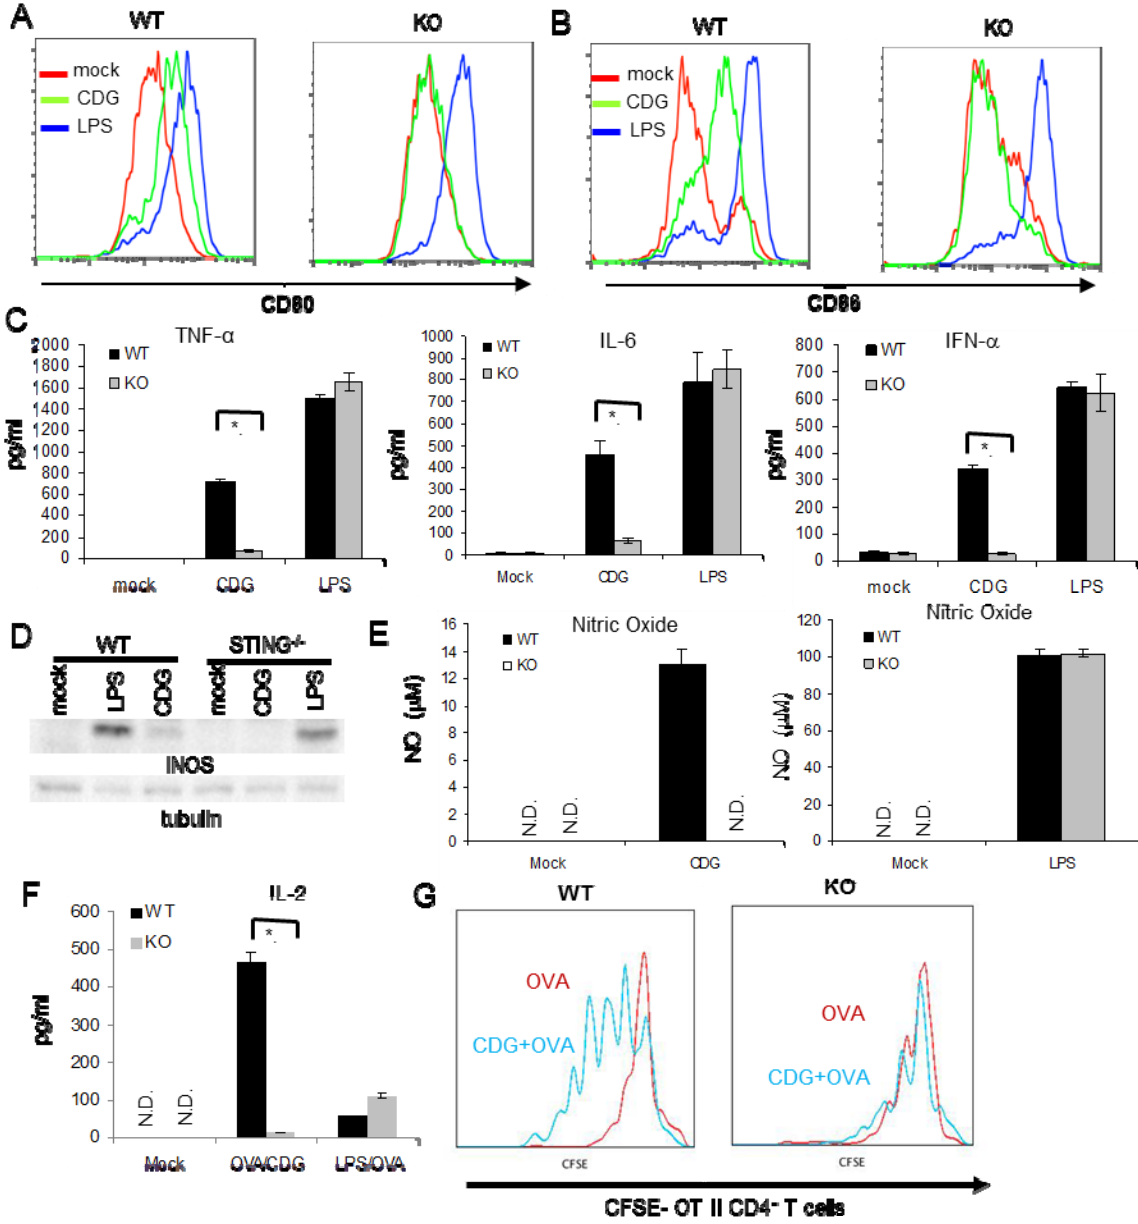 A
WT
KO
mock
CDG
LPS
CD80
B
WT
KO
mock
CDG
LPS
CD86
C
TNF-α
WT
KO
pg/ml
2000
1800
1600
1400
1200
1000
800
600
400
200
0
*
mock
CDG
LPS
IL-6
WT
KO
pg/ml
1000
900
800
700
600
500
400
300
200
100
0
*
Mock
CDG
LPS
IFN-α
WT
KO
pg/ml
800
700
600
500
400
300
200
100
0
*
mock
CDG
LPS
D
WT
STING-/-
mock
LPS
CDG
mock
CDG
LPS
iNOS
tubulin
E
Nitric Oxide
WT
KO
NO (µM)
16
14
12
10
8
6
4
2
0
N.D.
N.D.
N.D.
Mock
CDG
Nitric Oxide
WT
KO
NO (µM)
120
100
80
60
40
20
0
N.D.
N.D.
Mock
LPS
F
IL-2
WT
KO
pg/ml
600
500
400
300
200
100
0
N.D.
N.D.
*
Mock
OVA/CDG
LPS/OVA
G
WT
KO
OVA
CDG+OVA
CFSE
OVA
CDG+OVA
CFSE
CFSE- OT II CD4- T cells